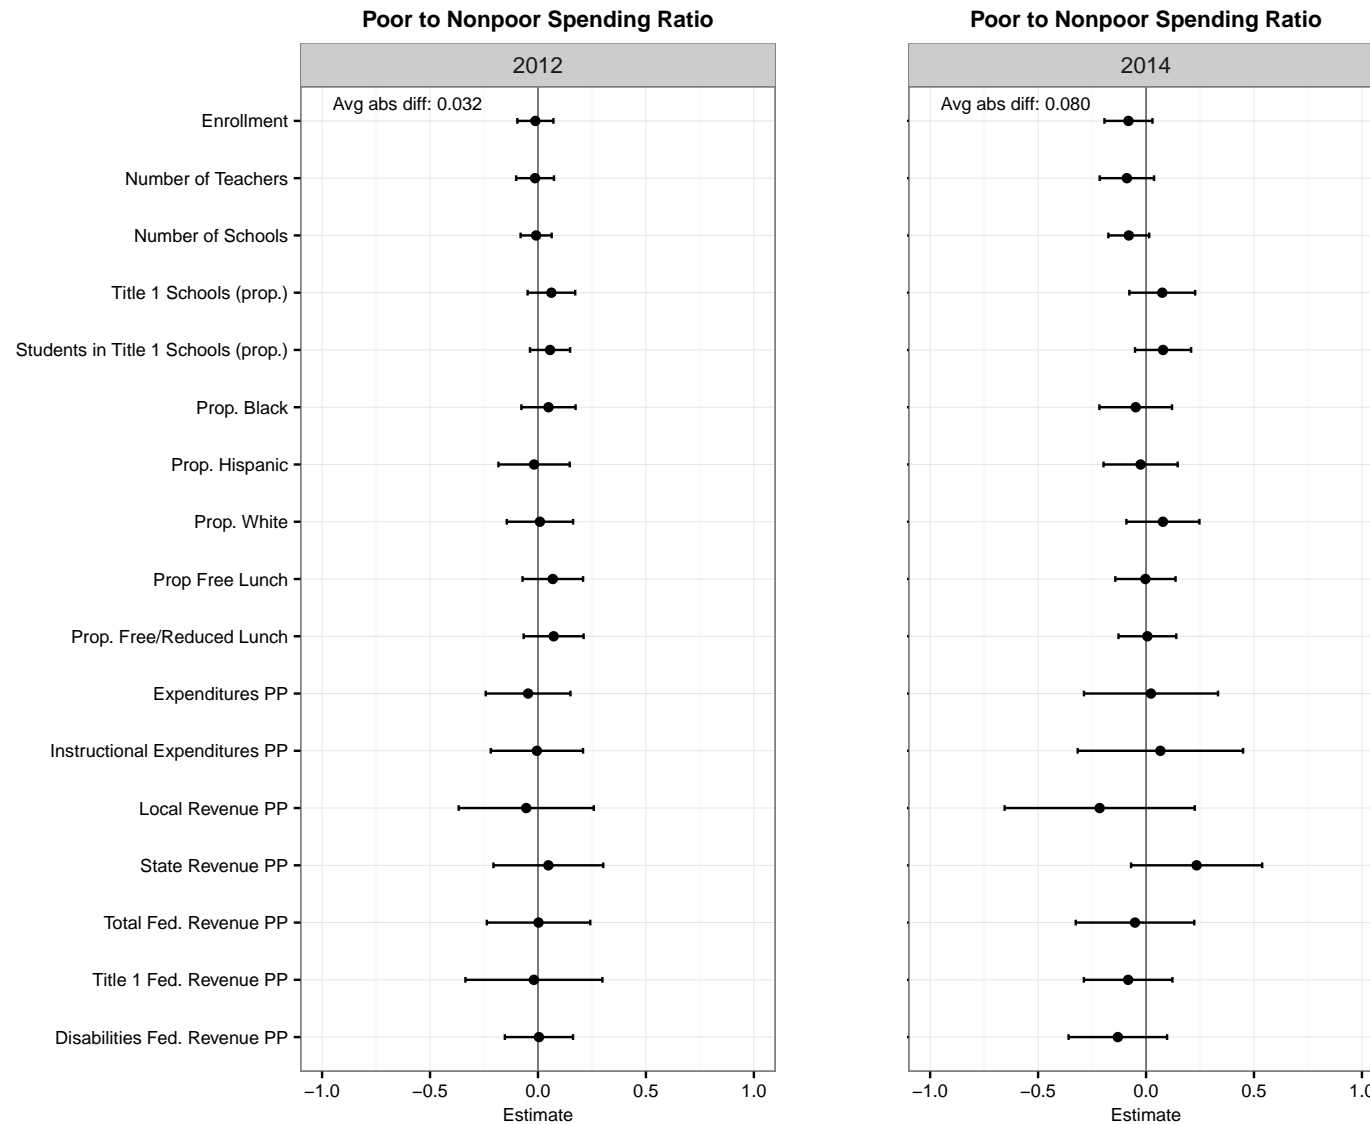 Poor to Nonpoor Spending Ratio
2012
Avg abs diff: 0.032
Enrollment
Number of Teachers
Number of Schools
Title 1 Schools (prop.)
Students in Title 1 Schools (prop.)
Prop. Black
Prop. Hispanic
Prop. White
Prop Free Lunch
Prop. Free/Reduced Lunch
Expenditures PP
Instructional Expenditures PP
Local Revenue PP
State Revenue PP
Total Fed. Revenue PP
Title 1 Fed. Revenue PP
Disabilities Fed. Revenue PP
−1.0 −0.5 0.0 0.5 1.0
Estimate
Poor to Nonpoor Spending Ratio
2014
Avg abs diff: 0.080
−1.0 −0.5 0.0 0.5 1.0
Estimate